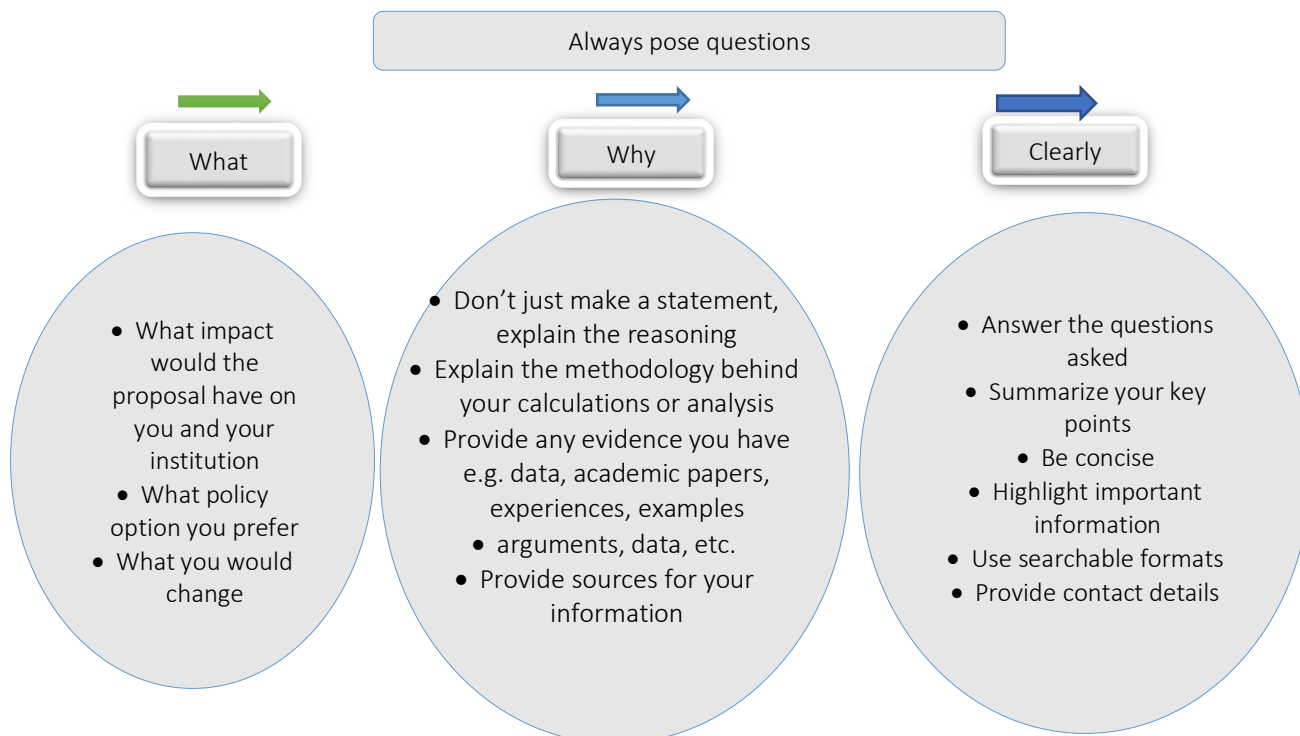 Always pose questions
What
Why
Clearly
• What impact
would the
proposal have on
you and your
institution
• What policy
option you prefer
• What you would
change
• Don’t just make a statement,
explain the reasoning
• Explain the methodology behind
your calculations or analysis
• Provide any evidence you have
e.g. data, academic papers,
experiences, examples
• arguments, data, etc.
• Provide sources for your
information
• Answer the questions
asked
• Summarize your key
points
• Be concise
• Highlight important
information
• Use searchable formats
• Provide contact details